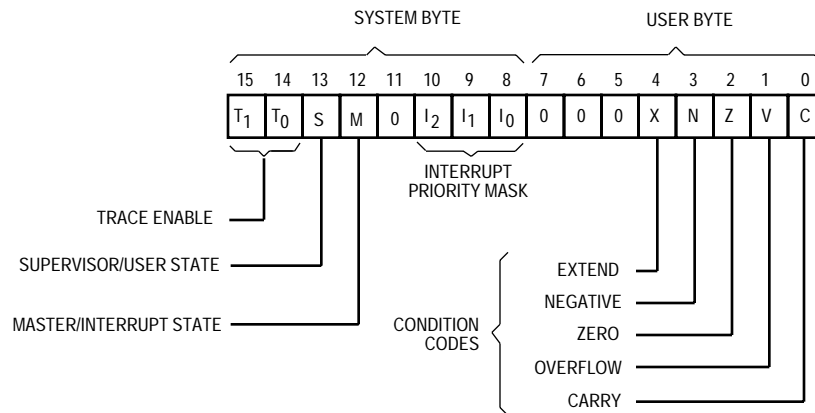 SYSTEM BYTE USER BYTE
15 14 13 12 11 10 9 8 7 6 5 4 3 2 1 0
T1 T0 S M 0 I2 I1 I0 0 0 0 X N Z V C
INTERRUPT
PRIORITY MASK
TRACE ENABLE
SUPERVISOR/USER STATE
MASTER/INTERRUPT STATE
CONDITION
CODES
EXTEND
NEGATIVE
ZERO
OVERFLOW
CARRY